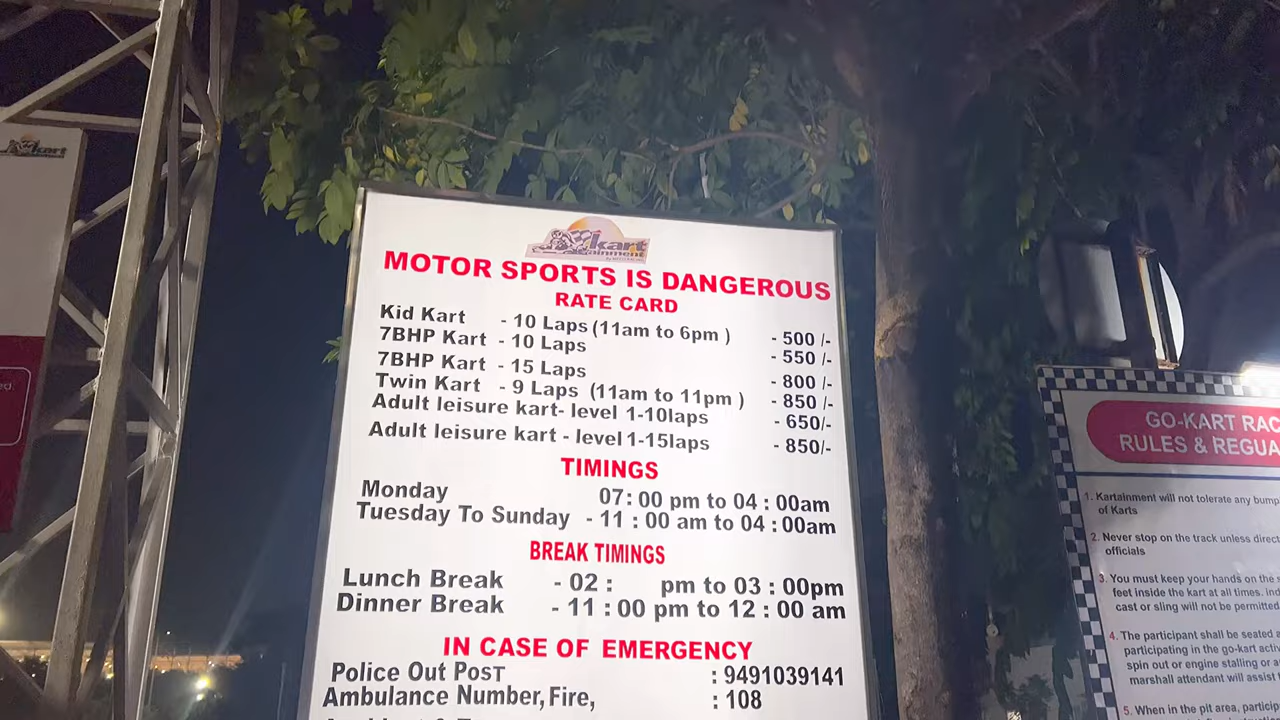 kart
kart
ainment
MOTOR SPORTS IS DANGEROUS
RATE CARD
Kid Kart - 10 Laps (11am to 6pm ) - 500 /-
7BHP Kart - 10 Laps - 550 /-
7BHP Kart - 15 Laps - 800 /-
Twin Kart - 9 Laps (11am to 11pm ) - 850 /-
Adult leisure kart- level 1-10laps - 650/-
Adult leisure kart - level 1-15laps - 850/-
TIMINGS
Monday 07: 00 pm to 04 : 00am
Tuesday To Sunday - 11 : 00 am to 04 : 00am
BREAK TIMINGS
Lunch Break - 02 : pm to 03 : 00pm
Dinner Break - 11 : 00 pm to 12 : 00 am
IN CASE OF EMERGENCY
Police Out Post : 9491039141
Ambulance Number, Fire, : 108
GO-KART RAC
RULES & REGUA
1. Kartainment will not tolerate any bump
of Karts
2. Never stop on the track unless direct
officials
3. You must keep your hands on the s
feet inside the kart at all times. Ind
cast or sling will not be permitted
4. The participant shall be seated i
participating in the go-kart activ
spin out or engine stalling or a
marshall attendant will assist t
5. When in the pit area, particip